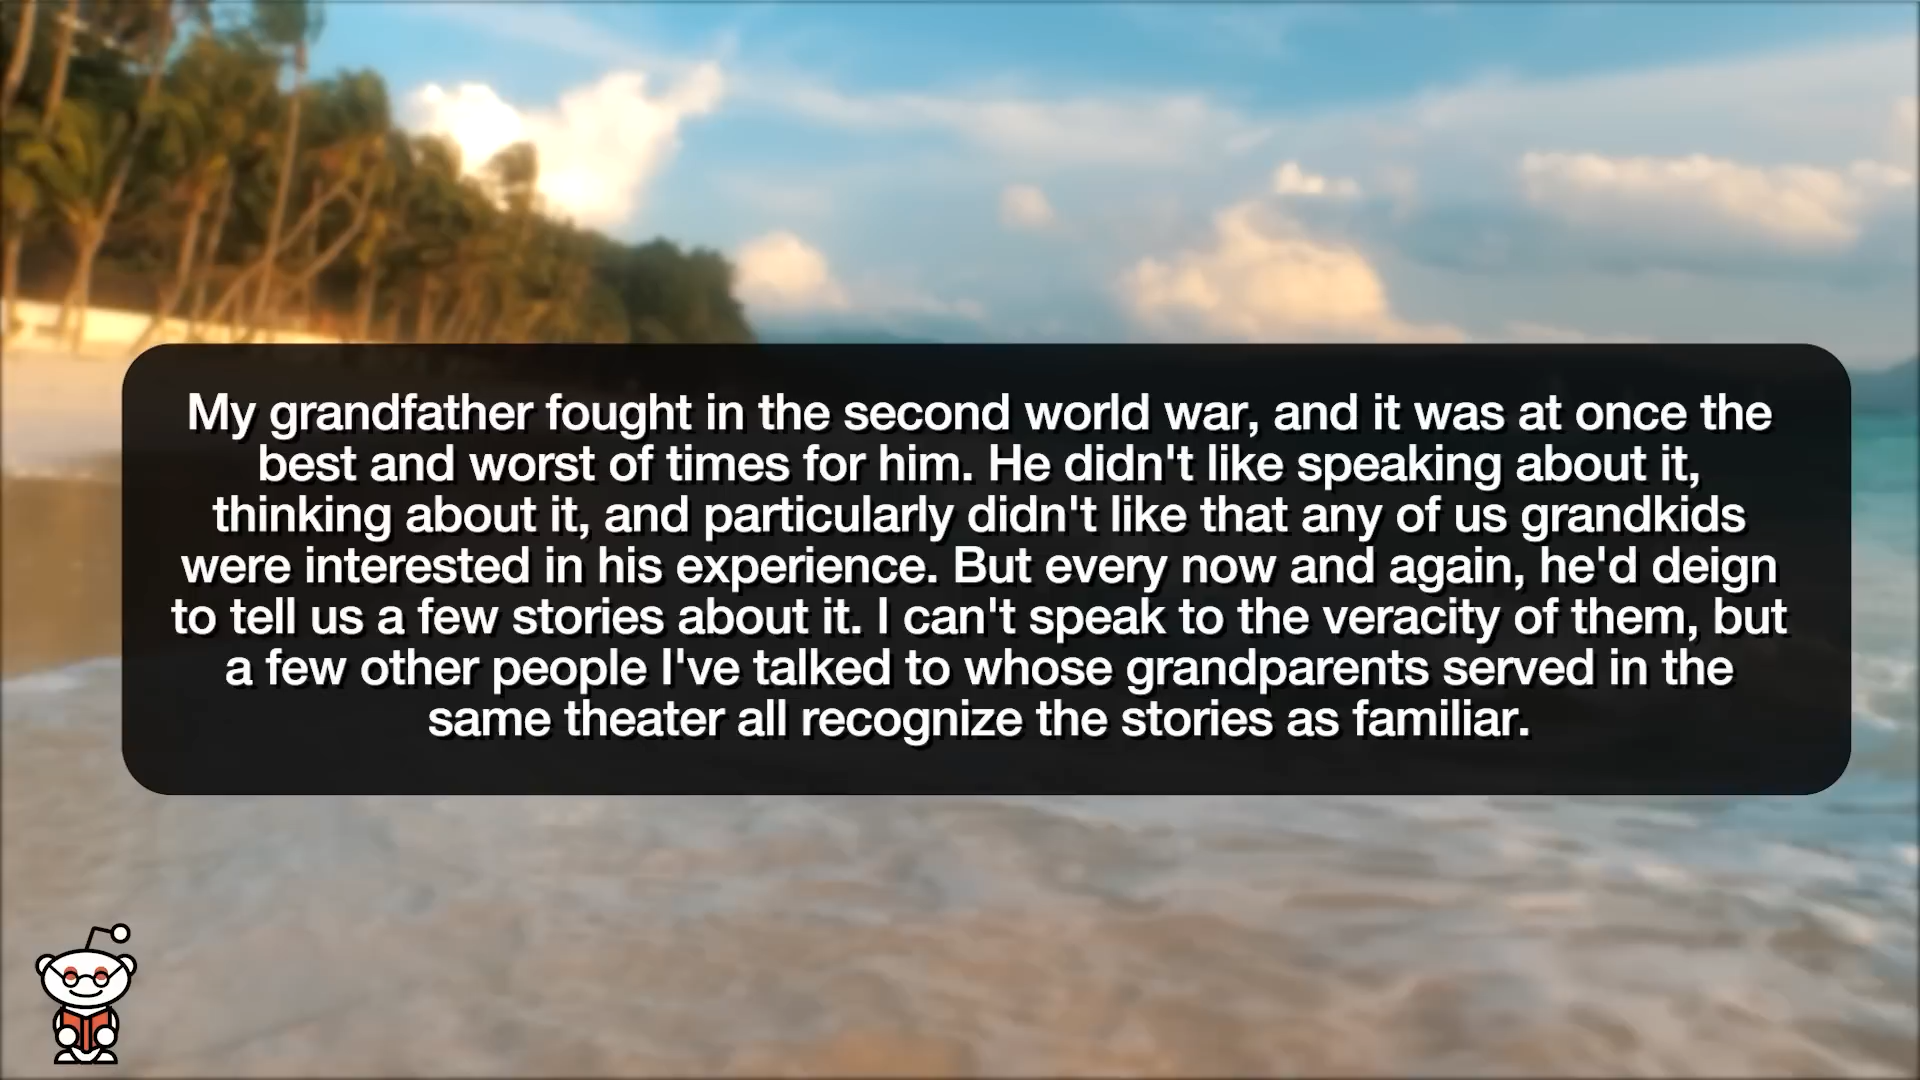 My grandfather fought in the second world war, and it was at once the
best and worst of times for him. He didn't like speaking about it,
thinking about it, and particularly didn't like that any of us grandkids
were interested in his experience. But every now and again, he'd deign
to tell us a few stories about it. I can't speak to the veracity of them, but
a few other people I've talked to whose grandparents served in the
same theater all recognize the stories as familiar.